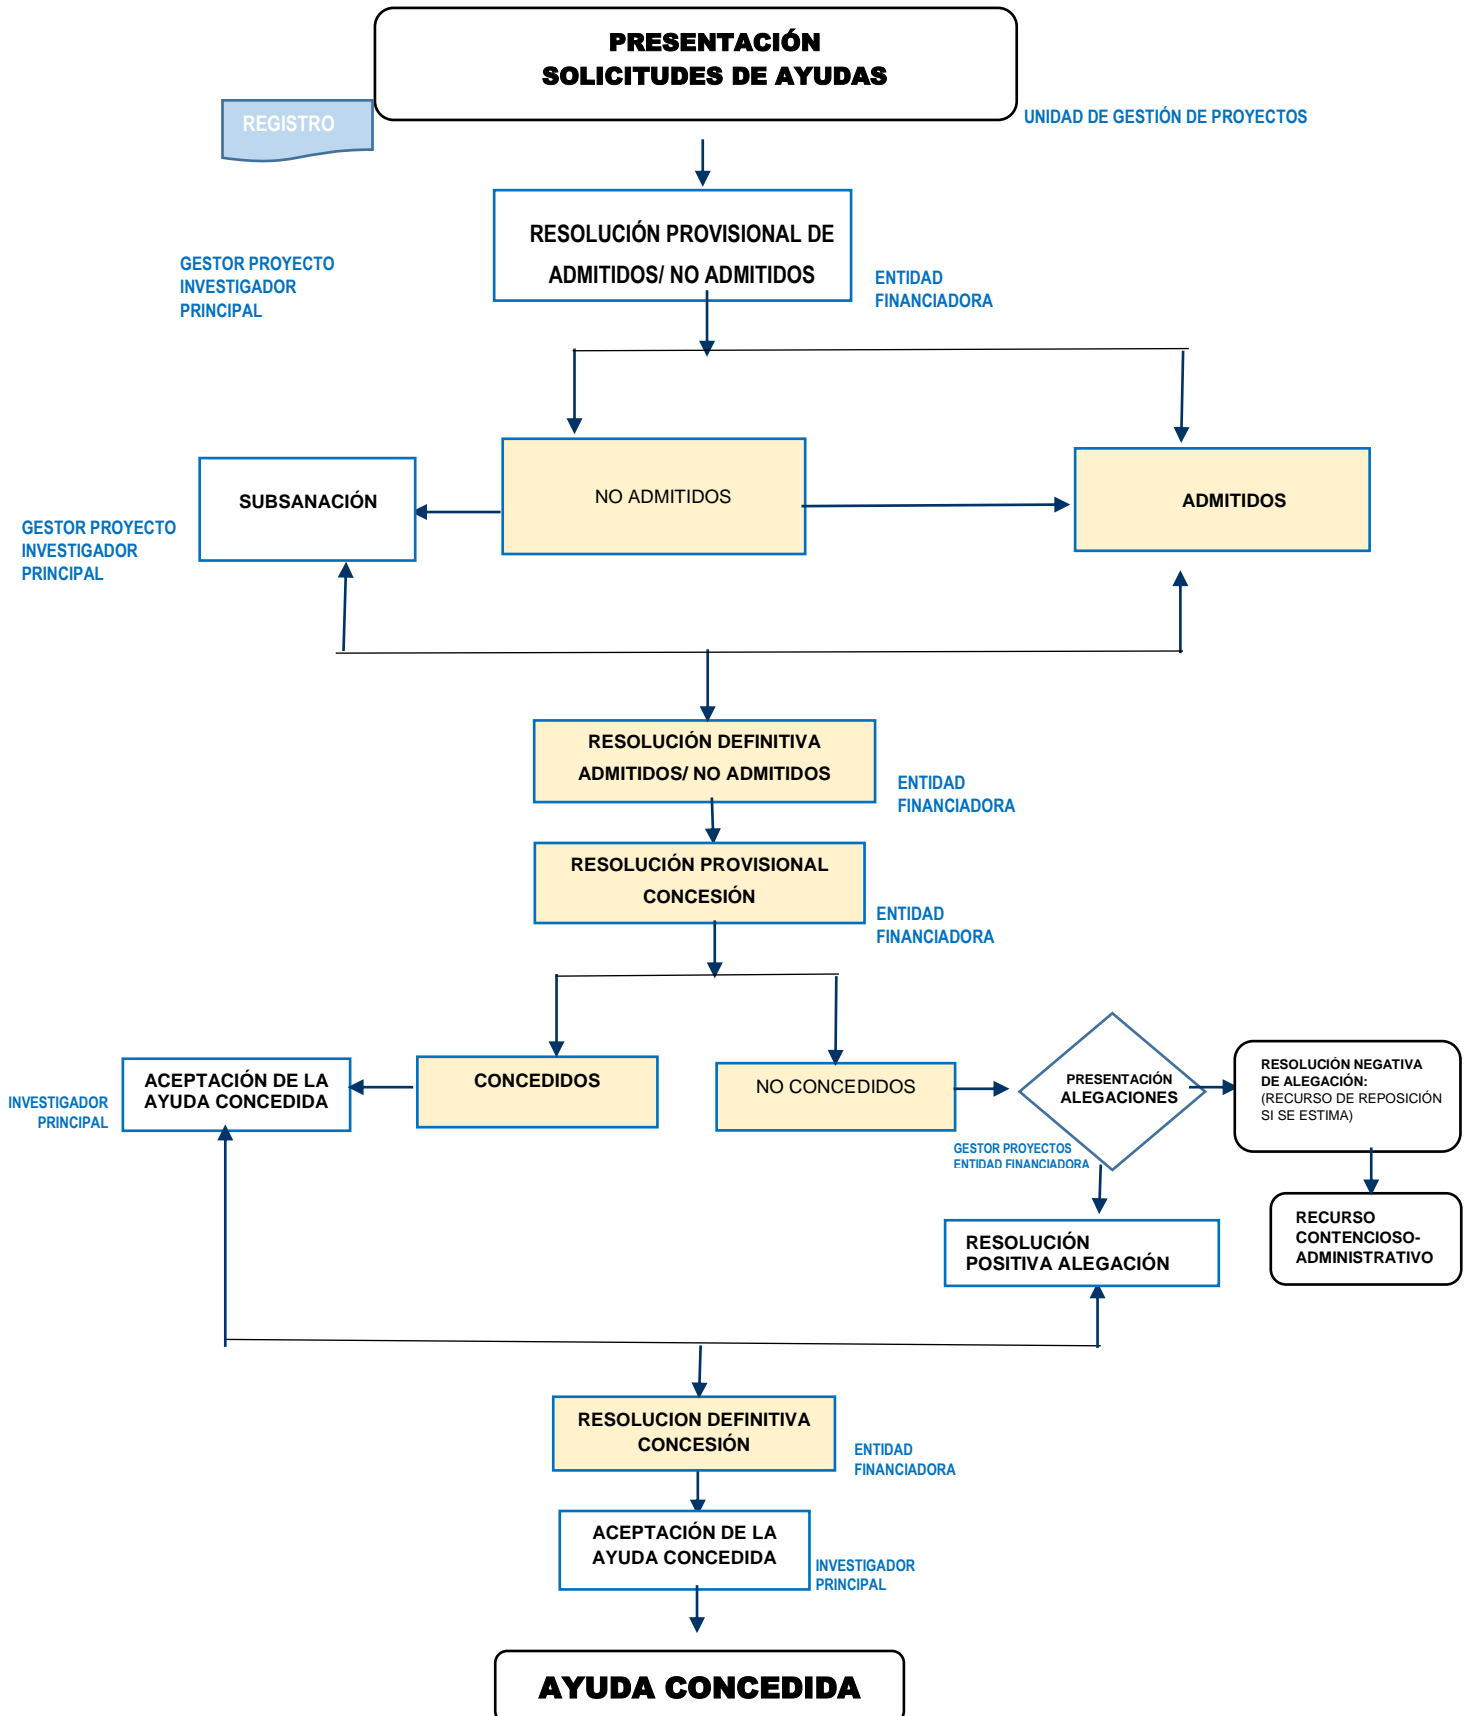 PRESENTACIÓN
SOLICITUDES DE AYUDAS
REGISTRO
UNIDAD DE GESTIÓN DE PROYECTOS
RESOLUCIÓN PROVISIONAL DE
ADMITIDOS/ NO ADMITIDOS
GESTOR PROYECTO
INVESTIGADOR
PRINCIPAL
ENTIDAD
FINANCIADORA
SUBSANACIÓN
NO ADMITIDOS
ADMITIDOS
GESTOR PROYECTO
INVESTIGADOR
PRINCIPAL
RESOLUCIÓN DEFINITIVA
ADMITIDOS/ NO ADMITIDOS
ENTIDAD
FINANCIADORA
RESOLUCIÓN PROVISIONAL
CONCESIÓN
ENTIDAD
FINANCIADORA
ACEPTACIÓN DE LA
AYUDA CONCEDIDA
INVESTIGADOR
PRINCIPAL
CONCEDIDOS
NO CONCEDIDOS
PRESENTACIÓN
ALEGACIONES
GESTOR PROYECTOS
ENTIDAD FINANCIADORA
RESOLUCIÓN NEGATIVA
DE ALEGACIÓN:
(RECURSO DE REPOSICIÓN
SI SE ESTIMA)
RESOLUCIÓN
POSITIVA ALEGACIÓN
RECURSO
CONTENCIOSO-
ADMINISTRATIVO
RESOLUCION DEFINITIVA
CONCESIÓN
ENTIDAD
FINANCIADORA
ACEPTACIÓN DE LA
AYUDA CONCEDIDA
INVESTIGADOR
PRINCIPAL
AYUDA CONCEDIDA